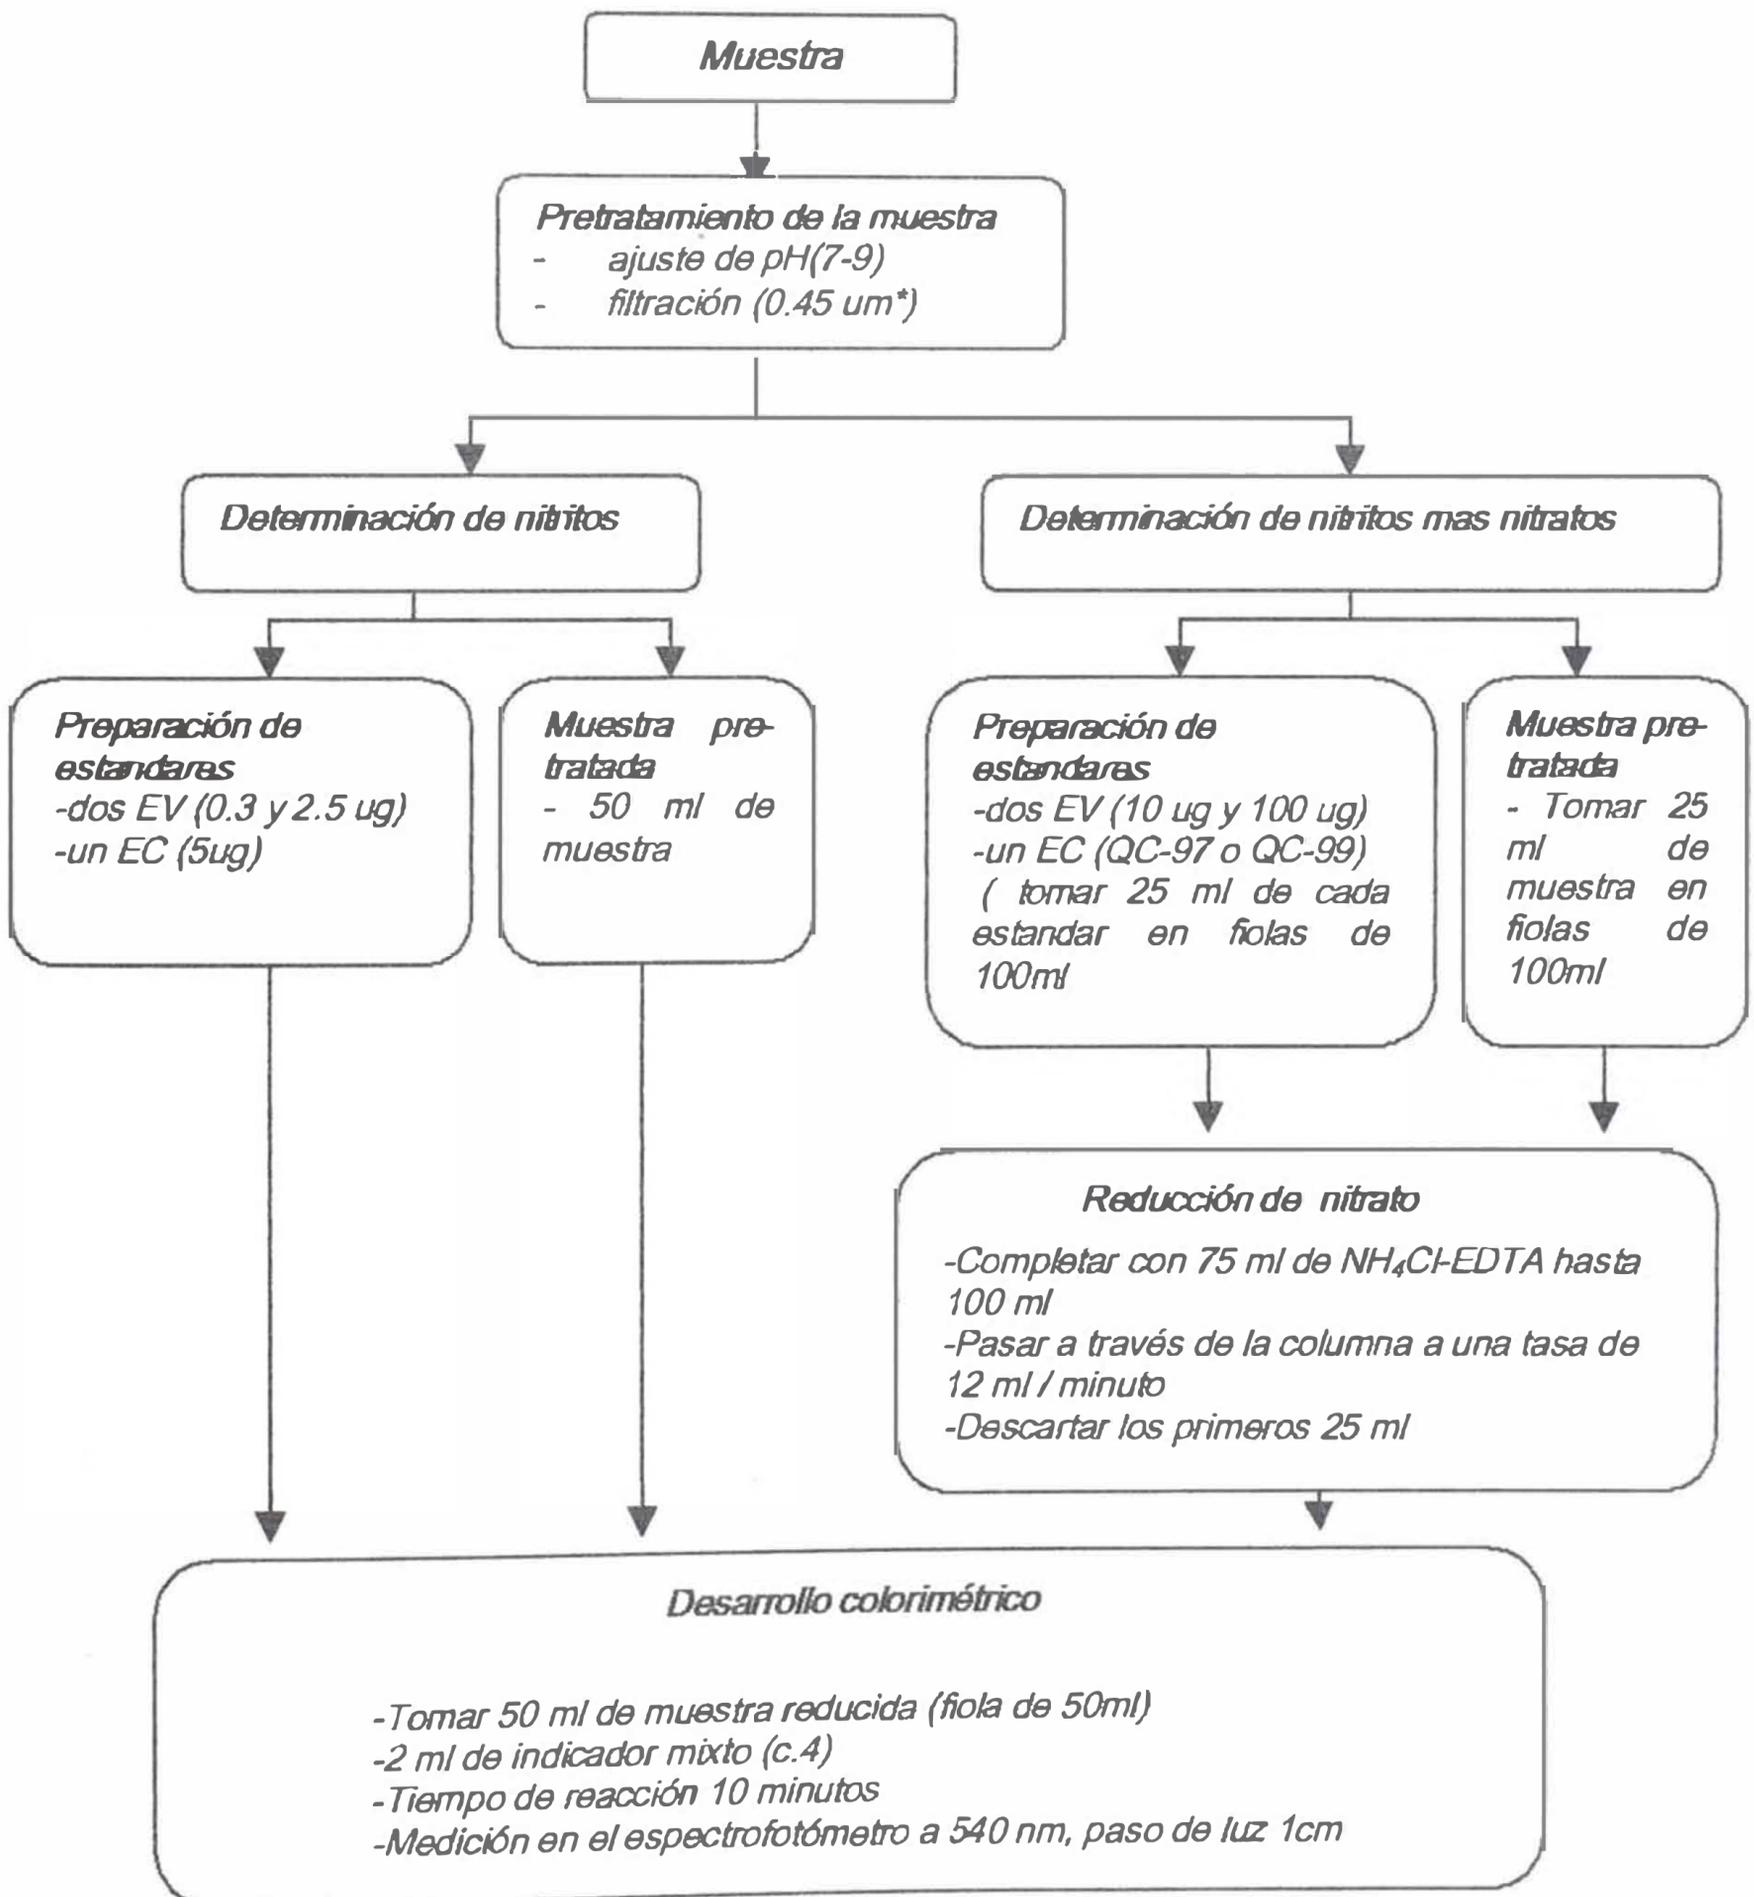 Muestra
Pretratamiento de la muestra
- ajuste de pH(7-9)
- filtración (0.45 um*)
Determinación de nitritos
Determinación de nitritos mas nitratos
Preparación de
estandares
-dos EV (0.3 y 2.5 ug)
-un EC (5ug)
Muestra pre-
tratada
- 50 ml de
muestra
Preparación de
estandares
-dos EV (10 ug y 100 ug)
-un EC (QC-97 o QC-99)
( tomar 25 ml de cada
estandar en fiolas de
100ml
Muestra pre-
tratada
- Tomar 25
ml de
muestra en
fiolas de
100ml
Reducción de nitrato
-Completar con 75 ml de NH₄Cl-EDTA hasta
100 ml
-Pasar a través de la columna a una tasa de
12 ml / minuto
-Descartar los primeros 25 ml
Desarrollo colorimétrico
-Tomar 50 ml de muestra reducida (fiola de 50ml)
-2 ml de indicador mixto (c.4)
-Tiempo de reacción 10 minutos
-Medición en el espectrofotómetro a 540 nm, paso de luz 1cm